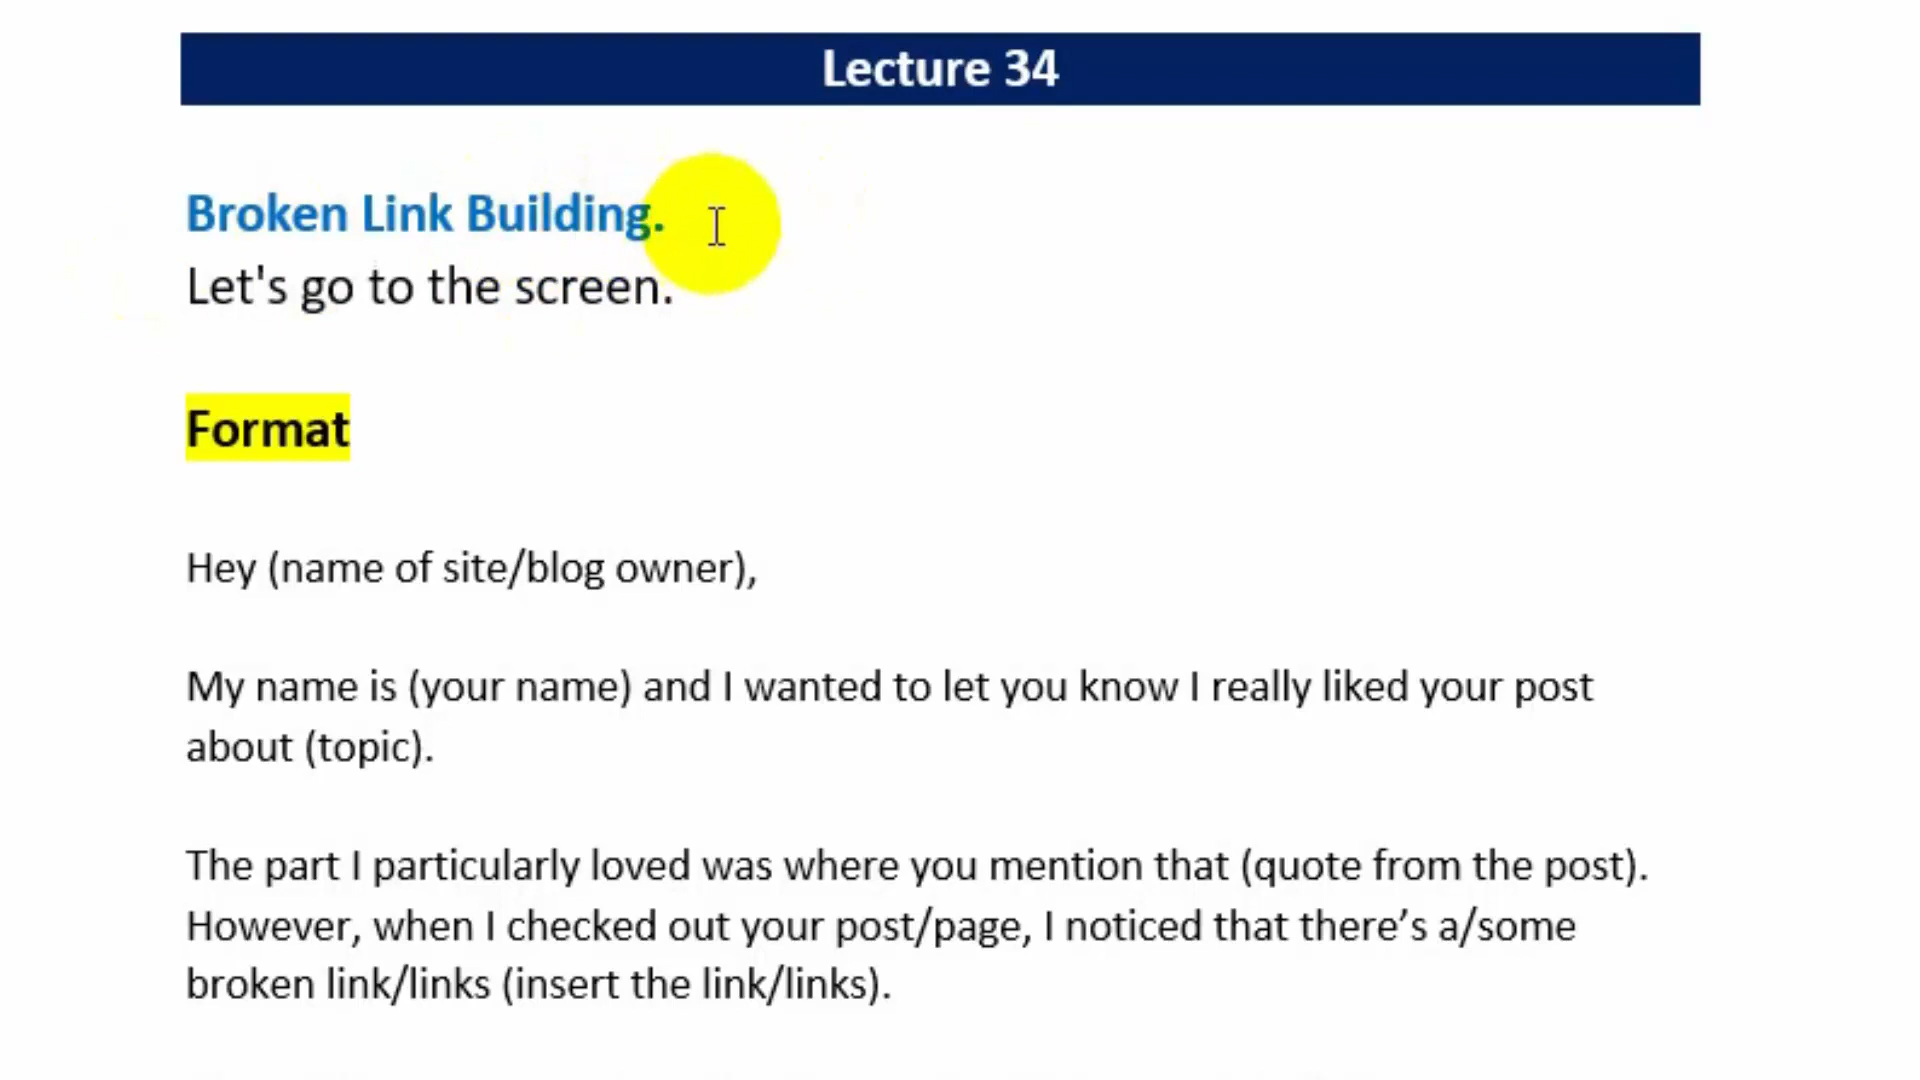 Lecture 34
Broken Link Building.
Let's go to the screen.
Format
Hey (name of site/blog owner),
My name is (your name) and I wanted to let you know I really liked your post
about (topic).
The part I particularly loved was where you mention that (quote from the post).
However, when I checked out your post/page, I noticed that there’s a/some
broken link/links (insert the link/links).